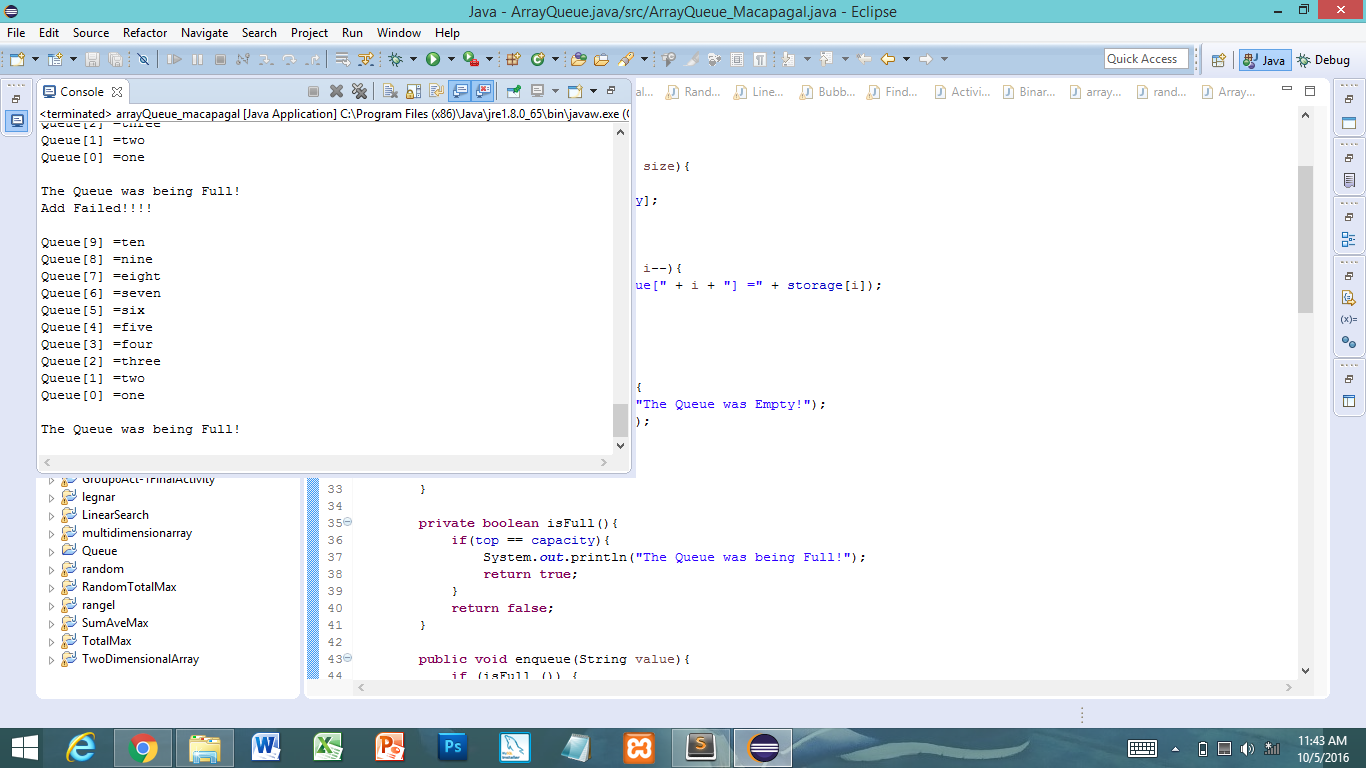 Java - ArrayQueue.java/src/ArrayQueue_Macapagal.java - Eclipse
File Edit Source Refactor Navigate Search Project Run Window Help
Quick Access Java Debug
Console
al... Rand... Line... Bubb... Find... Activi... Binar... array... rand... Array...
<terminated> arrayQueue_macapagal [Java Application] C:\Program Files (x86)\Java\jre1.8.0_65\bin\javaw.exe (
Queue[2] =three
Queue[1] =two
Queue[0] =one
The Queue was being Full!
Add Failed!!!!
Queue[9] =ten
Queue[8] =nine
Queue[7] =eight
Queue[6] =seven
Queue[5] =six
Queue[4] =five
Queue[3] =four
Queue[2] =three
Queue[1] =two
Queue[0] =one
The Queue was being Full!
size){
y];
i--){
ue[" + i + "] =" + storage[i]);
{
"The Queue was Empty!");
);
(x)=
GroupoAct-1FinalActivity
legnar
LinearSearch
multidimensionarray
Queue
random
RandomTotalMax
rangel
SumAveMax
TotalMax
TwoDimensionalArray
33 }
34
35 private boolean isFull(){
36 if(top == capacity){
37 System.out.println("The Queue was being Full!");
38 return true;
39 }
40 return false;
41 }
42
43 public void enqueue(String value){
44 if (isFull ()) {
11:43 AM
10/5/2016